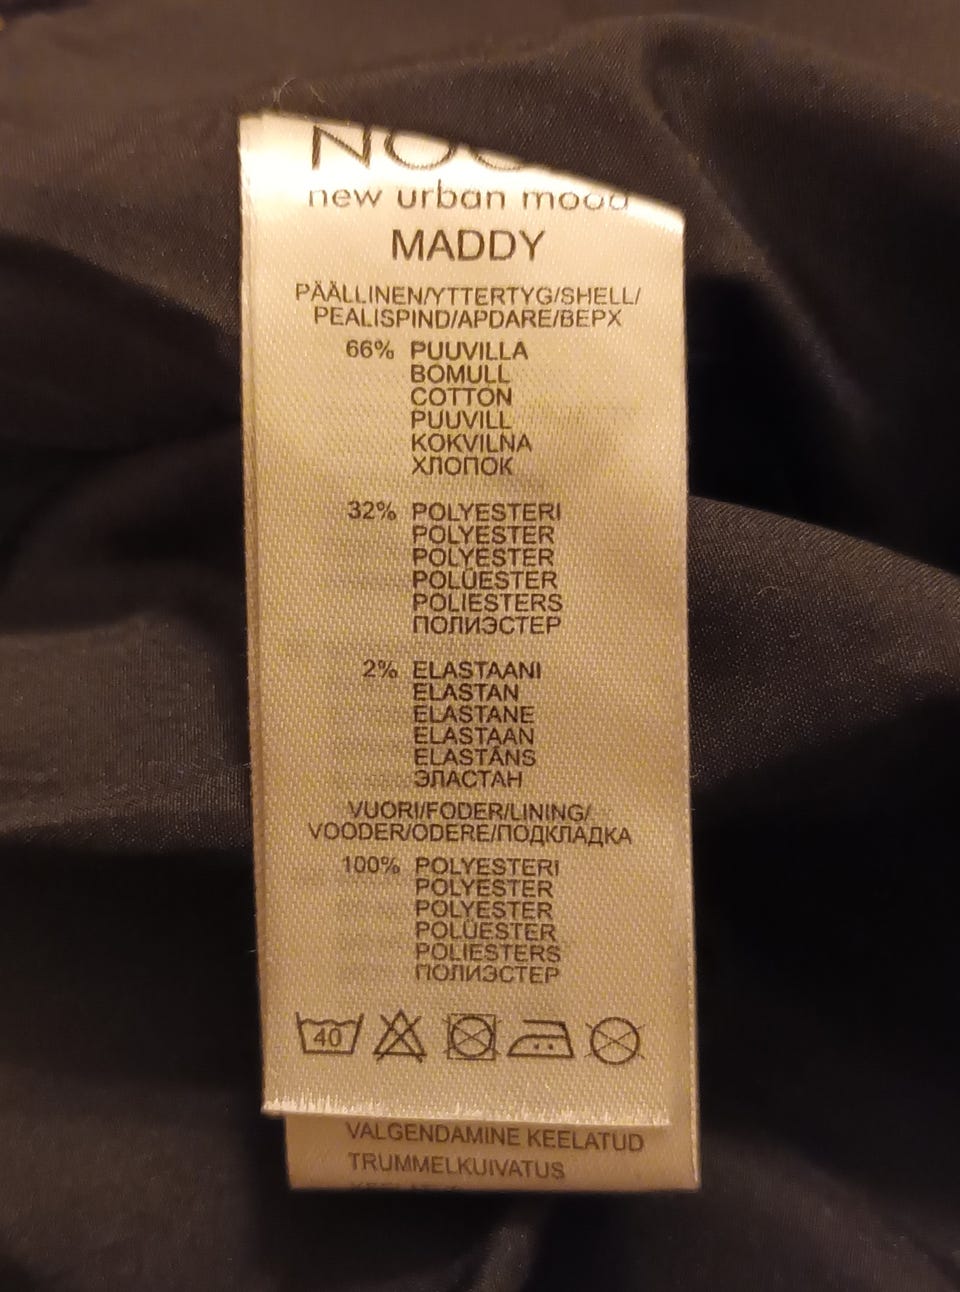 new urban mood
MADDY
PÄÄLLINEN/YTTERTYG/SHELL/
PEALISPIND/APDARE/ВЕРХ
66% PUUVILLA
BOMULL
COTTON
PUUVILL
KOKVILNA
ХЛОПОК
32% POLYESTERI
POLYESTER
POLYESTER
POLÜESTER
POLIESTERS
ПОЛИЭСТЕР
2% ELASTAANI
ELASTAN
ELASTANE
ELASTAAN
ELASTĀNS
ЭЛАСТАН
VUORI/FODER/LINING/
VOODER/ODERE/ПОДКЛАДКА
100% POLYESTERI
POLYESTER
POLYESTER
POLÜESTER
POLIESTERS
ПОЛИЭСТЕР
40
VALGENDAMINE KEELATUD
TRUMMELKUIVATUS